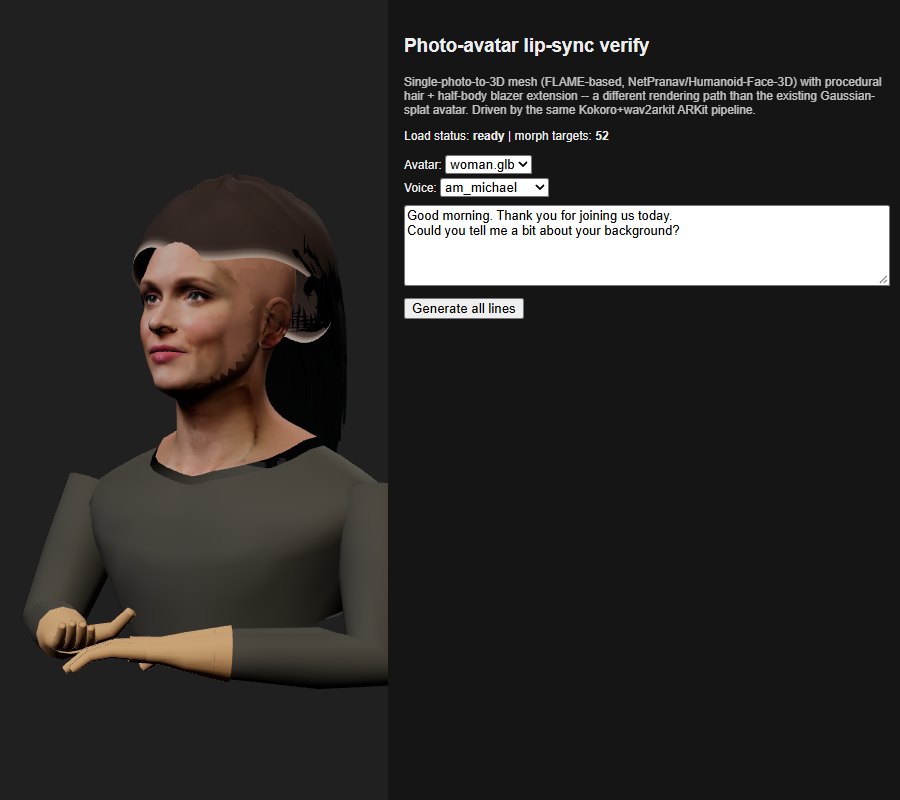 Photo-avatar lip-sync verify
Single-photo-to-3D mesh (FLAME-based, NetPranav/Humanoid-Face-3D) with procedural
hair + half-body blazer extension -- a different rendering path than the existing Gaussian-
splat avatar. Driven by the same Kokoro+wav2arkit ARKit pipeline.
Load status: ready | morph targets: 52
Avatar: woman.glb
Voice: am_michael
Good morning. Thank you for joining us today.
Could you tell me a bit about your background?
Generate all lines